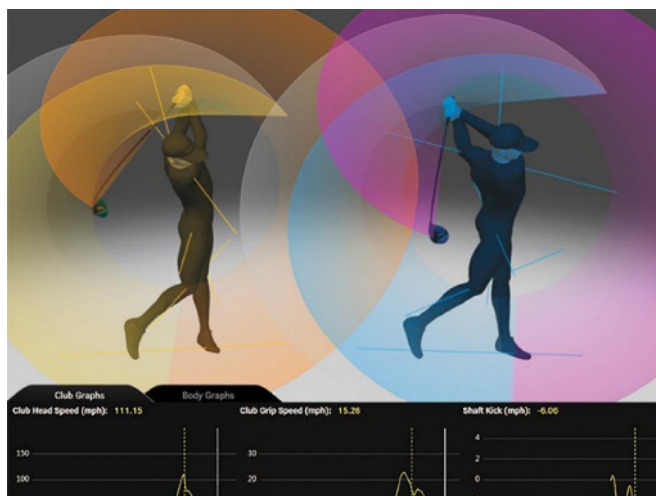 Club Graphs
Body Graphs
Club Head Speed (mph): 111.15
Club Grip Speed (mph): 15.26
Shaft Kick (mph): -6.06
150
100
30
20
4
2
0